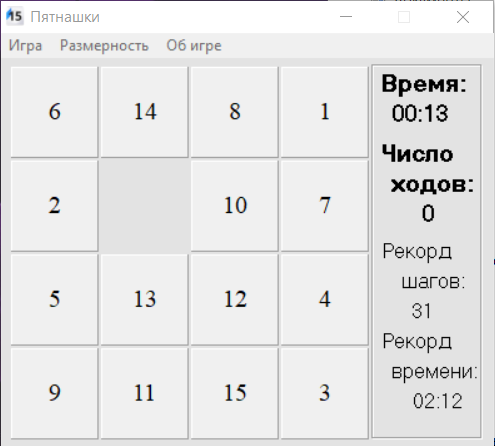 15 Пятнашки
Игра Размерность Об игре
6 14 8 1
2 10 7
5 13 12 4
9 11 15 3
Время:
00:13
Число
ходов:
0
Рекорд
шагов:
31
Рекорд
времени:
02:12